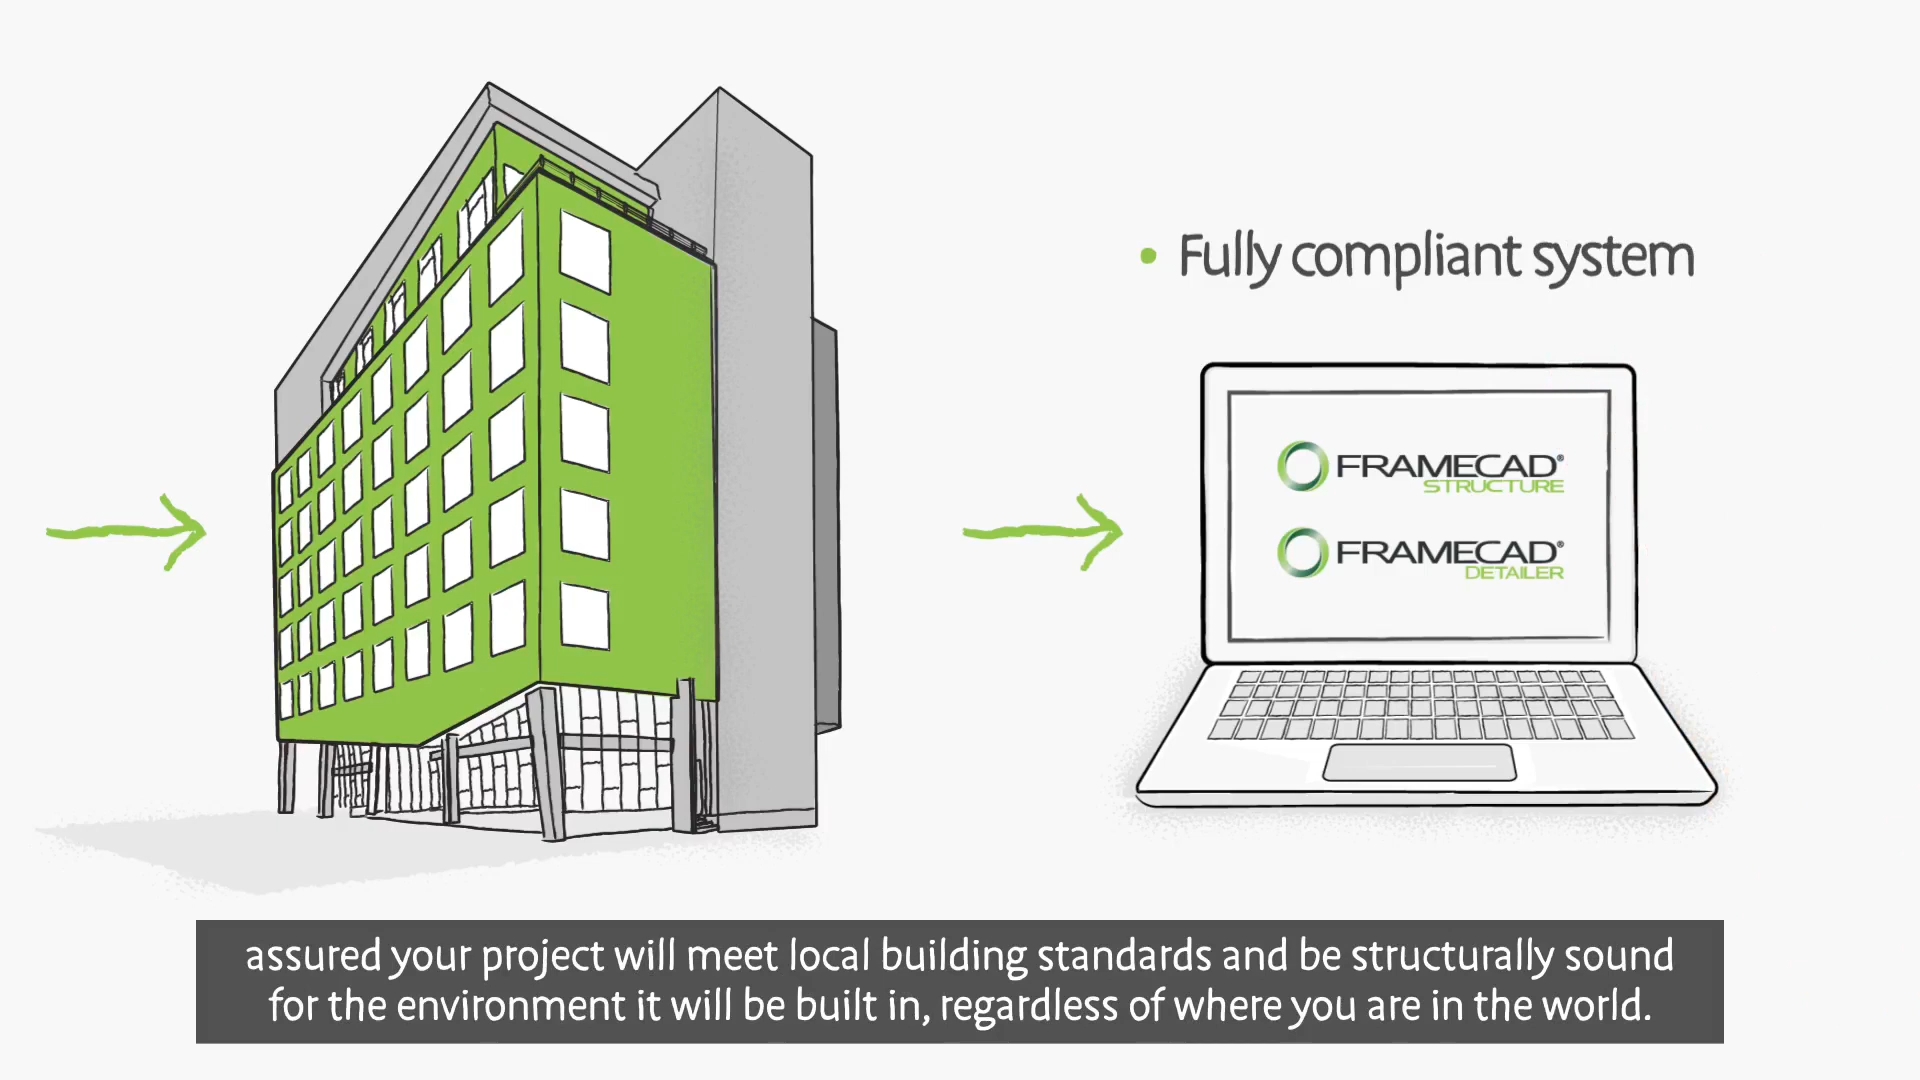 • Fully compliant system
FRAMECAD®
STRUCTURE
FRAMECAD®
DETAILER
assured your project will meet local building standards and be structurally sound
for the environment it will be built in, regardless of where you are in the world.